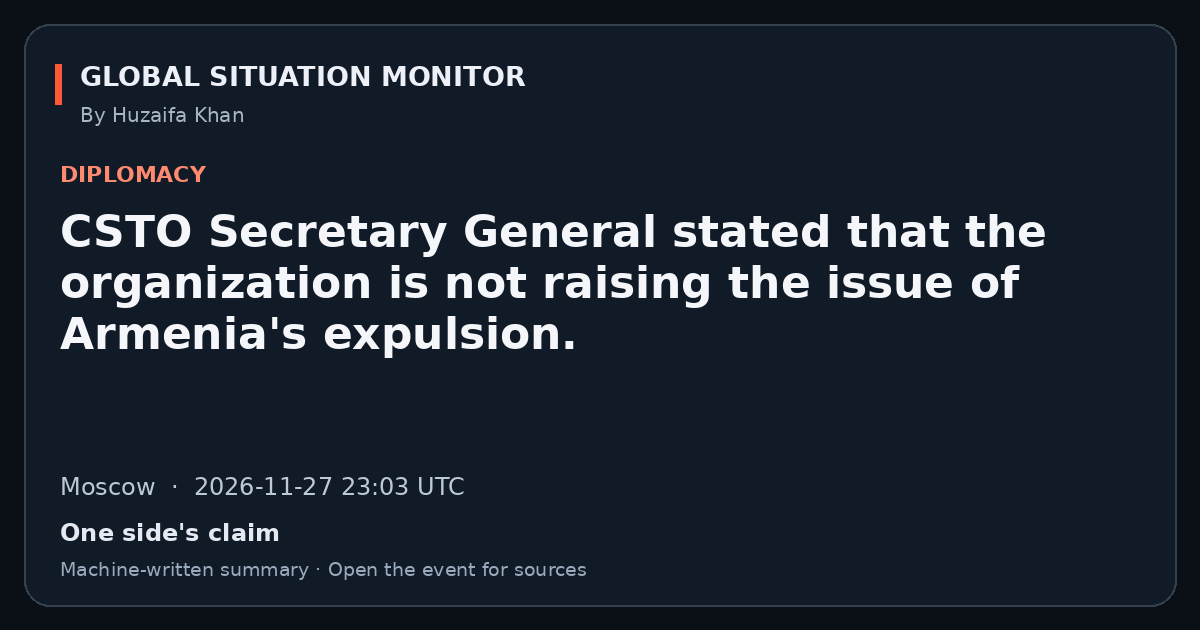 GLOBAL SITUATION MONITOR
By Huzaifa Khan
DIPLOMACY
CSTO Secretary General stated that the
organization is not raising the issue of
Armenia's expulsion.
Moscow · 2026-11-27 23:03 UTC
One side's claim
Machine-written summary · Open the event for sources